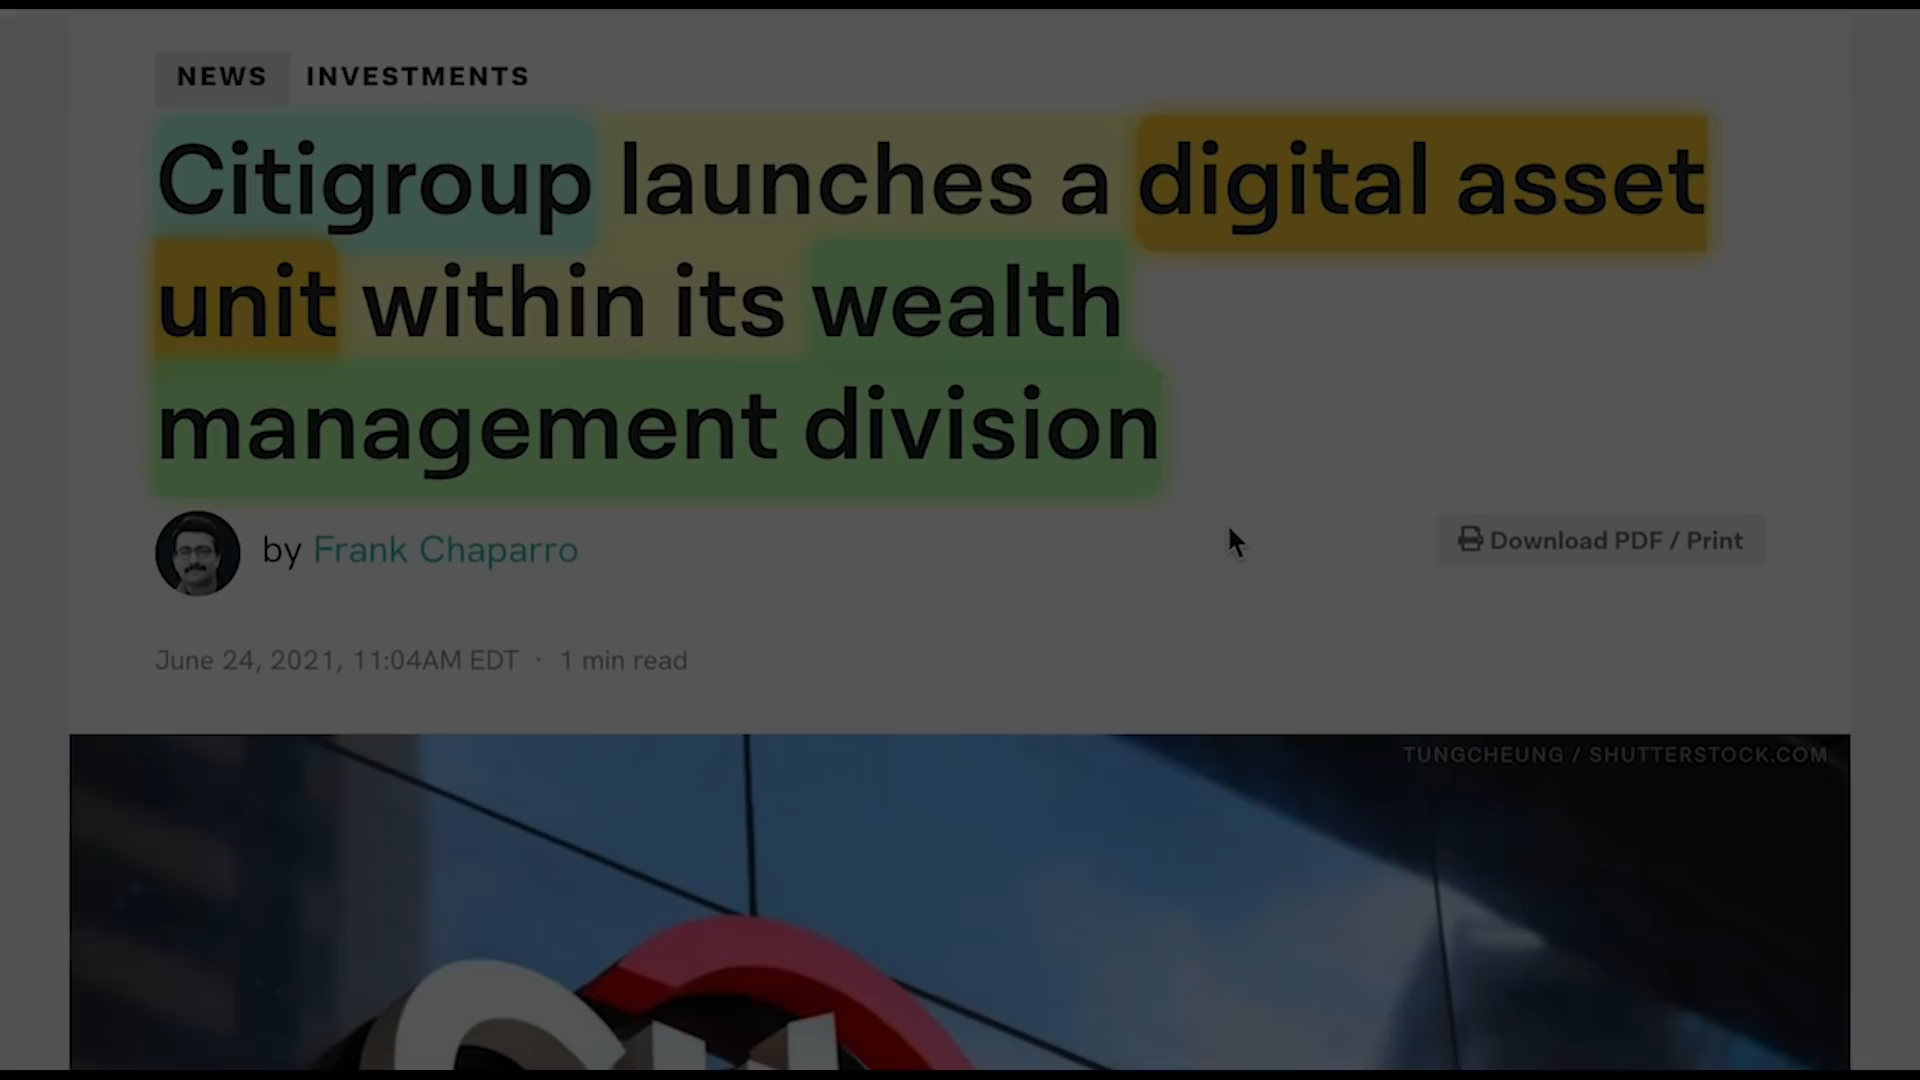 NEWS INVESTMENTS
Citigroup launches a digital asset
unit within its wealth
management division
by Frank Chaparro
Download PDF / Print
June 24, 2021, 11:04AM EDT · 1 min read
TUNGCHEUNG / SHUTTERSTOCK.COM